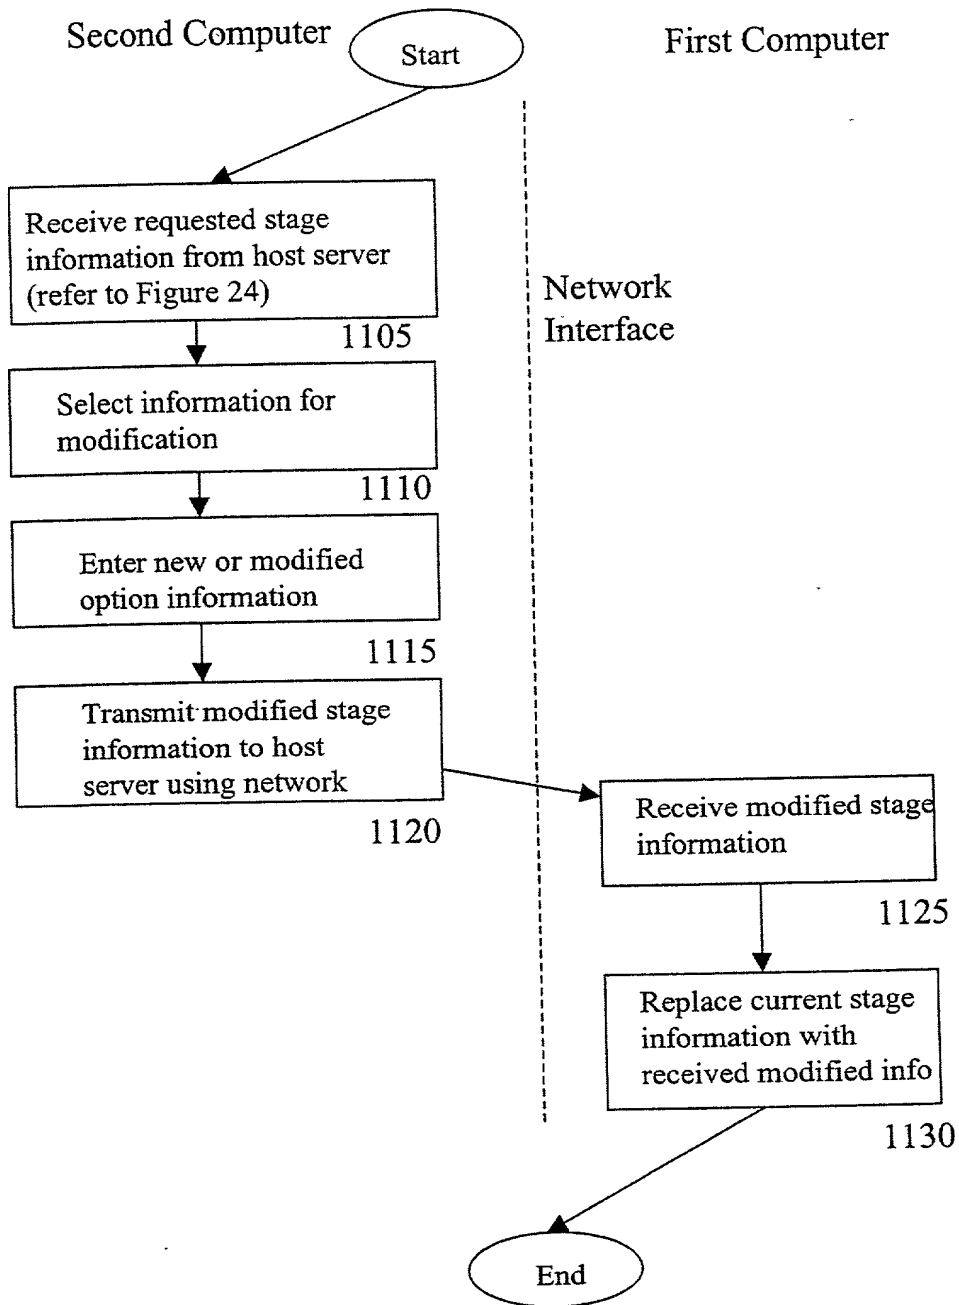 Second Computer
Start
First Computer
Receive requested stage
information from host server
(refer to Figure 24)
1105
Network
Interface
Select information for
modification
1110
Enter new or modified
option information
1115
Transmit modified stage
information to host
server using network
1120
Receive modified stage
information
1125
Replace current stage
information with
received modified info
1130
End